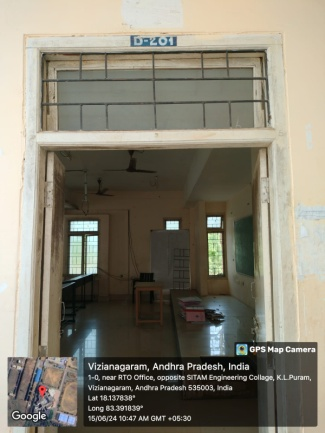 D-201
GPS Map Camera
Vizianagaram, Andhra Pradesh, India
1-0, near RTO Office, opposite SITAM Engineering Collage, K.L.Puram,
Vizianagaram, Andhra Pradesh 535003, India
Lat 18.137838°
Long 83.391839°
15/06/24 10:47 AM GMT +05:30
Google